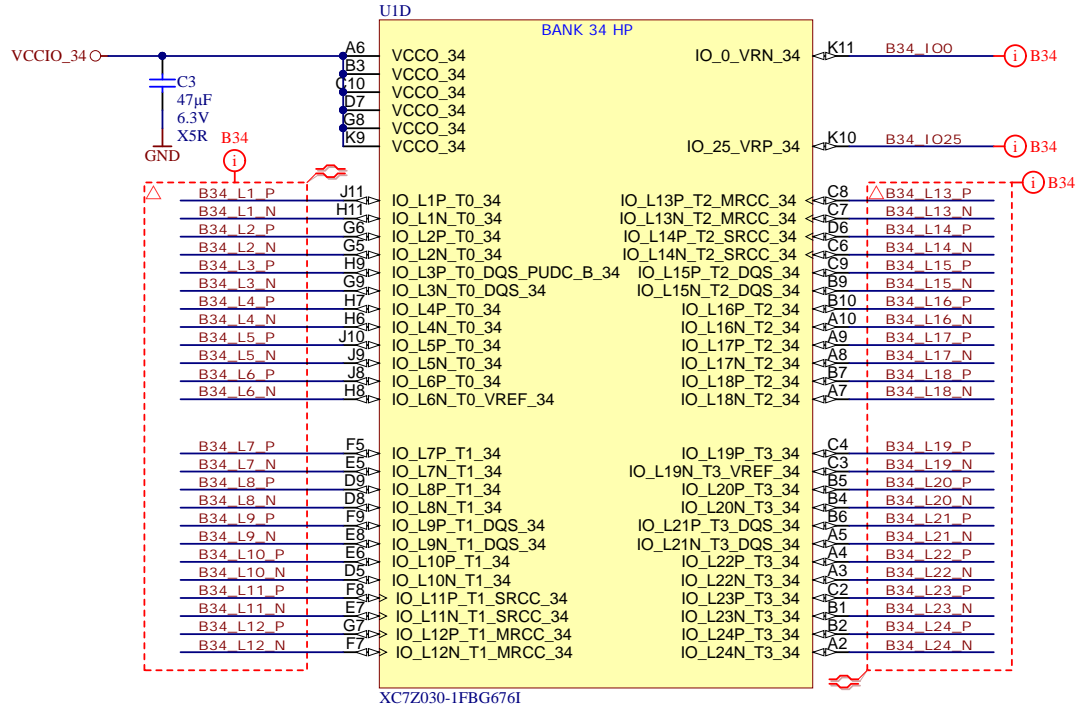 U1D
BANK 34 HP
VCCIO_34
A6 VCCO_34
B3 VCCO_34
C10 VCCO_34
D7 VCCO_34
G8 VCCO_34
K9 VCCO_34
C3
47µF
6.3V
X5R
GND
B34
i
IO_0_VRN_34 K11 B34_IO0 i B34
IO_25_VRP_34 K10 B34_IO25 i B34
i B34
B34_L1_P J11 IO_L1P_T0_34
B34_L1_N H11 IO_L1N_T0_34
B34_L2_P G6 IO_L2P_T0_34
B34_L2_N G5 IO_L2N_T0_34
B34_L3_P H9 IO_L3P_T0_DQS_PUDC_B_34
B34_L3_N G9 IO_L3N_T0_DQS_34
B34_L4_P H7 IO_L4P_T0_34
B34_L4_N H6 IO_L4N_T0_34
B34_L5_P J10 IO_L5P_T0_34
B34_L5_N J9 IO_L5N_T0_34
B34_L6_P J8 IO_L6P_T0_34
B34_L6_N H8 IO_L6N_T0_VREF_34
B34_L7_P F5 IO_L7P_T1_34
B34_L7_N E5 IO_L7N_T1_34
B34_L8_P D9 IO_L8P_T1_34
B34_L8_N D8 IO_L8N_T1_34
B34_L9_P F9 IO_L9P_T1_DQS_34
B34_L9_N E8 IO_L9N_T1_DQS_34
B34_L10_P E6 IO_L10P_T1_34
B34_L10_N D5 IO_L10N_T1_34
B34_L11_P F8 IO_L11P_T1_SRCC_34
B34_L11_N E7 IO_L11N_T1_SRCC_34
B34_L12_P G7 IO_L12P_T1_MRCC_34
B34_L12_N F7 IO_L12N_T1_MRCC_34
IO_L13P_T2_MRCC_34 C8 B34_L13_P
IO_L13N_T2_MRCC_34 C7 B34_L13_N
IO_L14P_T2_SRCC_34 D6 B34_L14_P
IO_L14N_T2_SRCC_34 C6 B34_L14_N
IO_L15P_T2_DQS_34 C9 B34_L15_P
IO_L15N_T2_DQS_34 B9 B34_L15_N
IO_L16P_T2_34 B10 B34_L16_P
IO_L16N_T2_34 A10 B34_L16_N
IO_L17P_T2_34 A9 B34_L17_P
IO_L17N_T2_34 A8 B34_L17_N
IO_L18P_T2_34 B7 B34_L18_P
IO_L18N_T2_34 A7 B34_L18_N
IO_L19P_T3_34 C4 B34_L19_P
IO_L19N_T3_VREF_34 C3 B34_L19_N
IO_L20P_T3_34 B5 B34_L20_P
IO_L20N_T3_34 B4 B34_L20_N
IO_L21P_T3_DQS_34 B6 B34_L21_P
IO_L21N_T3_DQS_34 A5 B34_L21_N
IO_L22P_T3_34 A4 B34_L22_P
IO_L22N_T3_34 A3 B34_L22_N
IO_L23P_T3_34 C2 B34_L23_P
IO_L23N_T3_34 B1 B34_L23_N
IO_L24P_T3_34 B2 B34_L24_P
IO_L24N_T3_34 A2 B34_L24_N
XC7Z030-1FBG676I